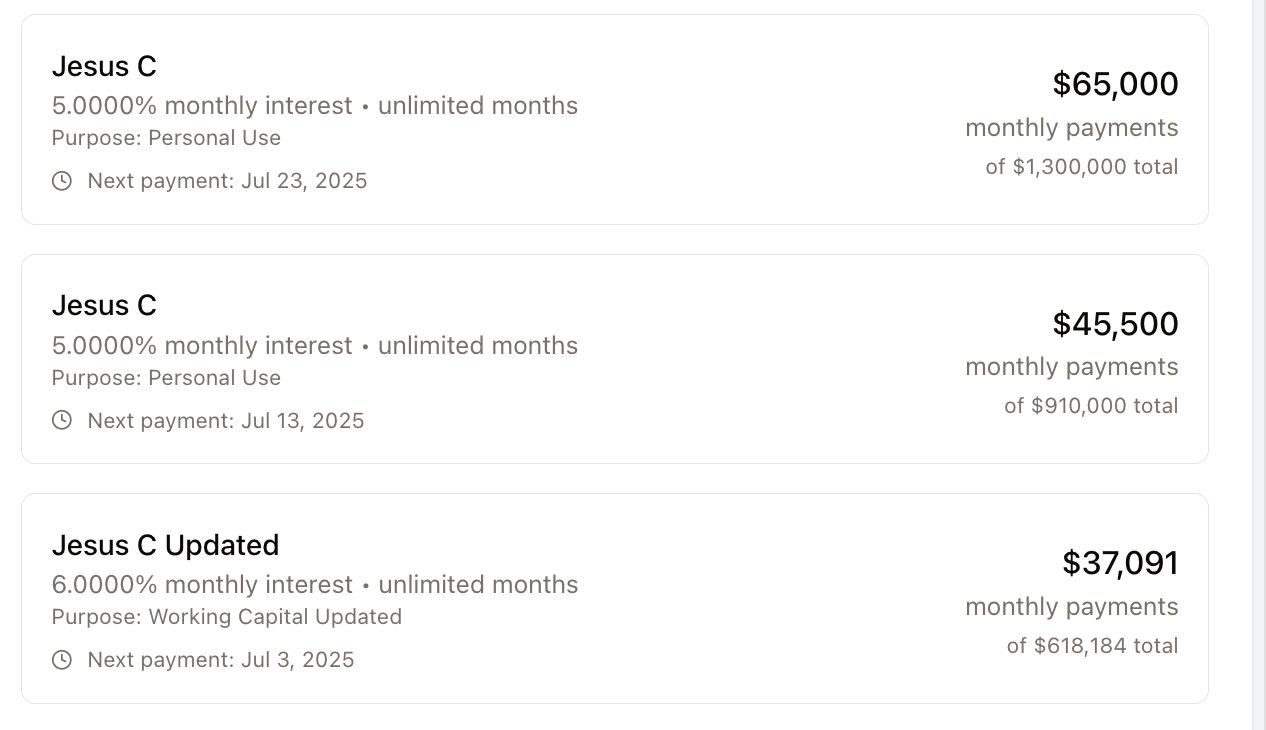 Jesus C
5.0000% monthly interest • unlimited months
Purpose: Personal Use
Next payment: Jul 23, 2025
$65,000
monthly payments
of $1,300,000 total
Jesus C
5.0000% monthly interest • unlimited months
Purpose: Personal Use
Next payment: Jul 13, 2025
$45,500
monthly payments
of $910,000 total
Jesus C Updated
6.0000% monthly interest • unlimited months
Purpose: Working Capital Updated
Next payment: Jul 3, 2025
$37,091
monthly payments
of $618,184 total